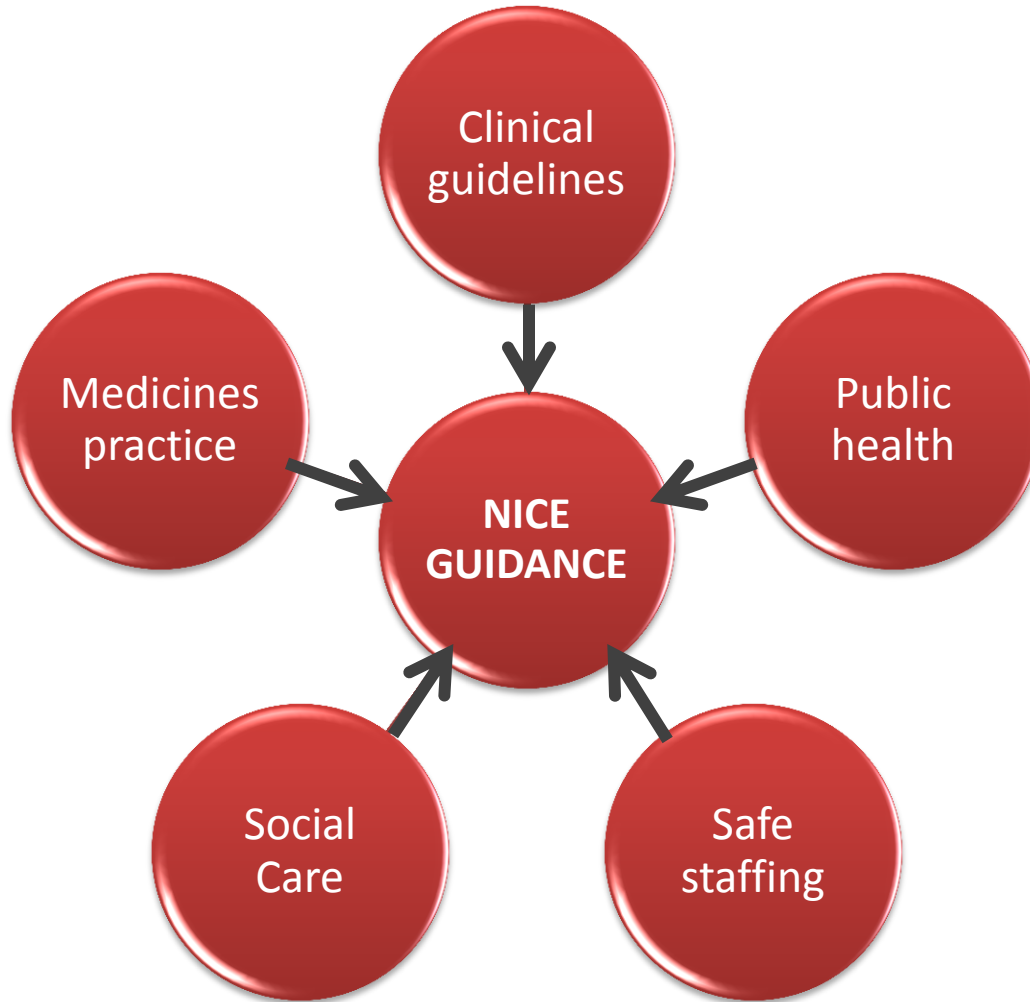 Clinical
guidelines
Medicines
practice
Public
health
NICE
GUIDANCE
Social
Care
Safe
staffing